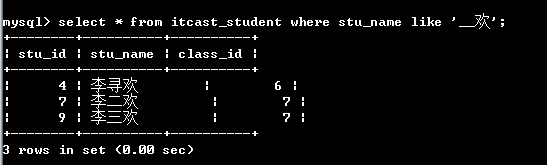 mysql> select * from itcast_student where stu_name like '__欢';
+--------+----------+----------+
| stu_id | stu_name | class_id |
+--------+----------+----------+
| 4 | 李寻欢 | 6 |
| 7 | 李二欢 | 7 |
| 9 | 李三欢 | 7 |
+--------+----------+----------+
3 rows in set (0.00 sec)